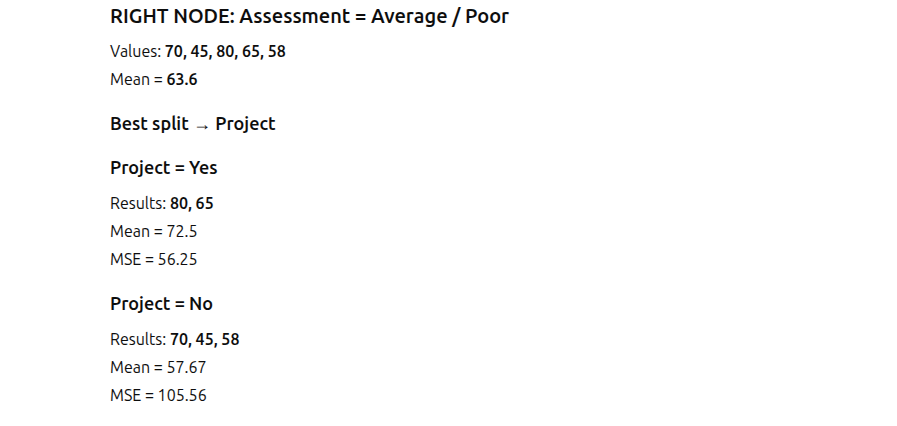 RIGHT NODE: Assessment = Average / Poor
Values: 70, 45, 80, 65, 58
Mean = 63.6
Best split → Project
Project = Yes
Results: 80, 65
Mean = 72.5
MSE = 56.25
Project = No
Results: 70, 45, 58
Mean = 57.67
MSE = 105.56